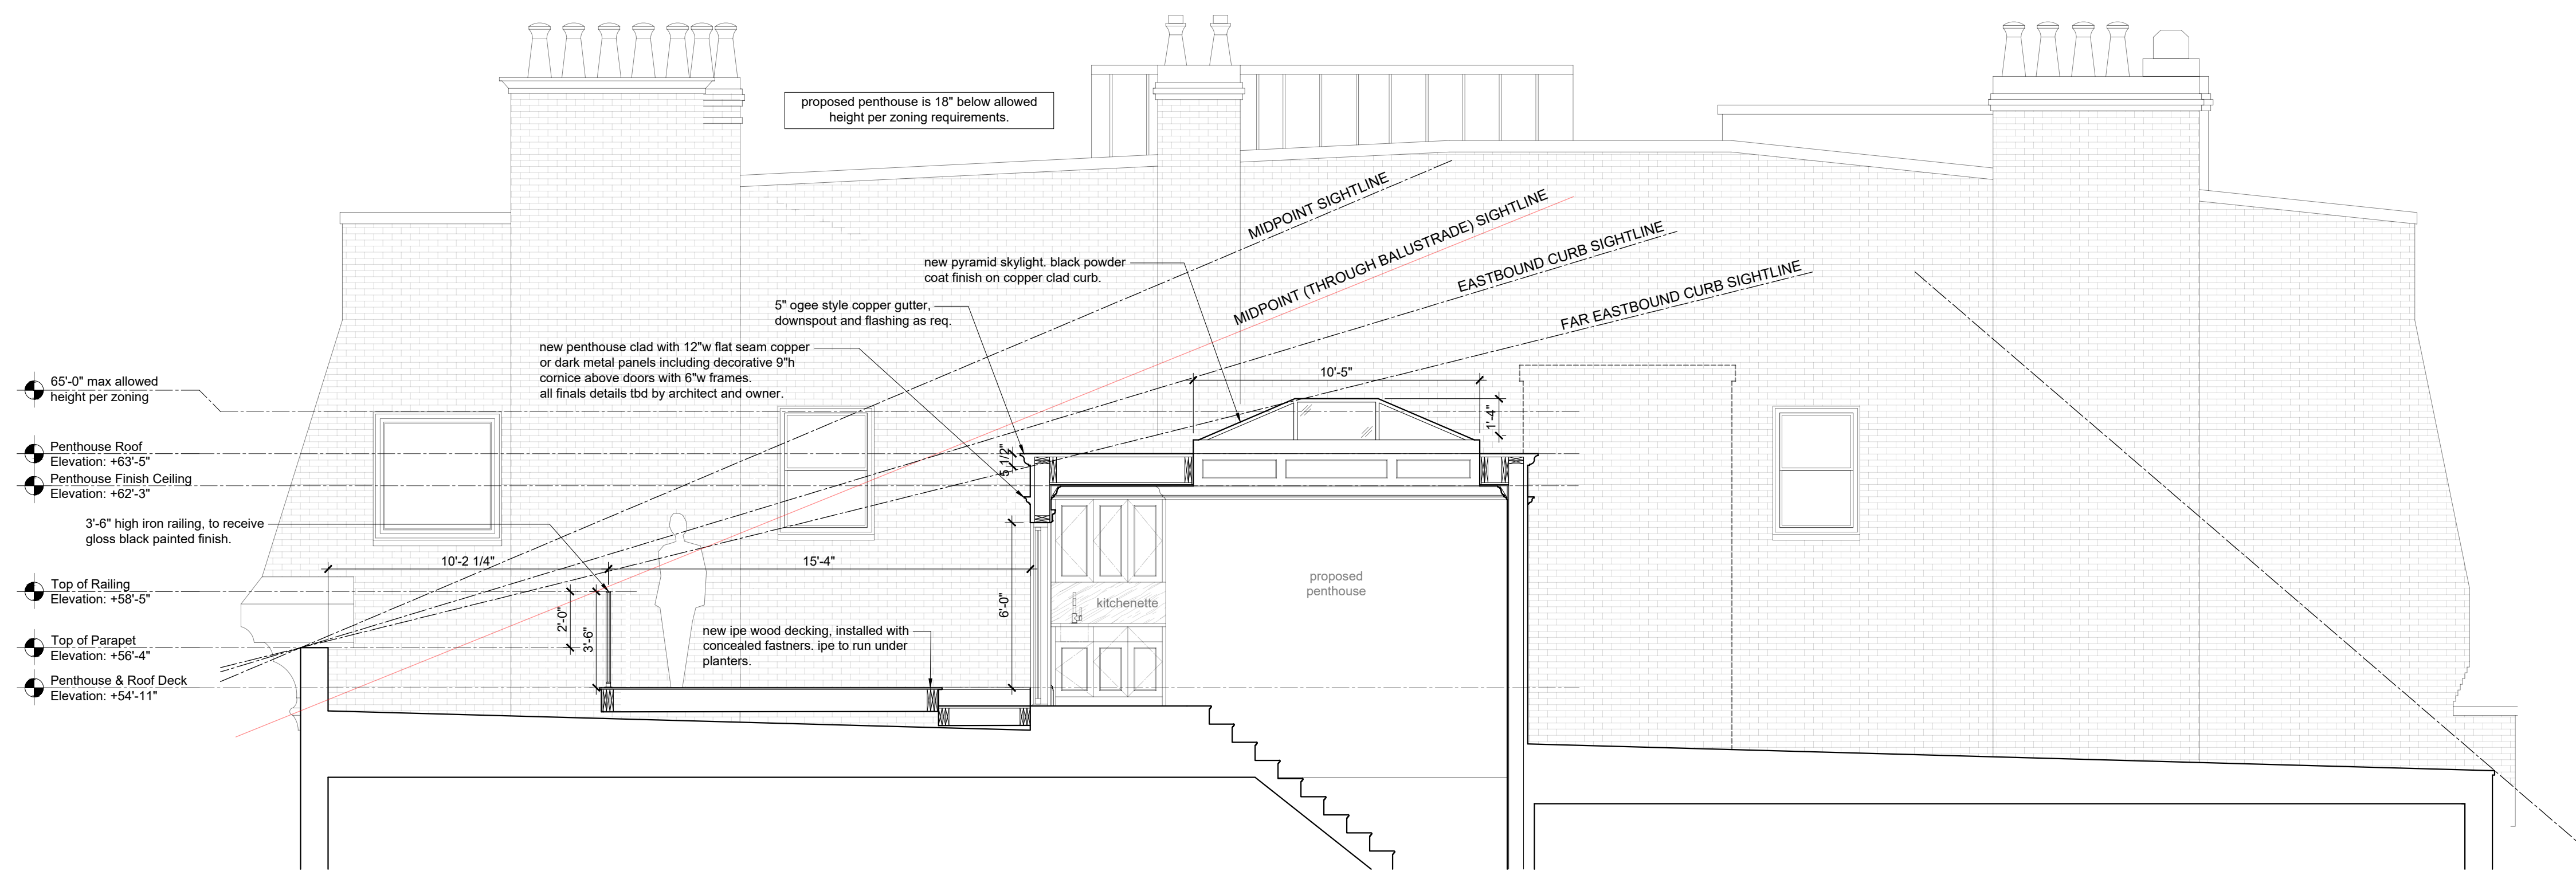 proposed penthouse is 18" below allowed
height per zoning requirements.
MIDPOINT SIGHTLINE
MIDPOINT (THROUGH BALUSTRADE) SIGHTLINE
EASTBOUND CURB SIGHTLINE
FAR EASTBOUND CURB SIGHTLINE
new pyramid skylight. black powder
coat finish on copper clad curb.
5" ogee style copper gutter,
downspout and flashing as req.
new penthouse clad with 12"w flat seam copper
or dark metal panels including decorative 9"h
cornice above doors with 6"w frames.
all finals details tbd by architect and owner.
65'-0" max allowed
height per zoning
Penthouse Roof
Elevation: +63'-5"
Penthouse Finish Ceiling
Elevation: +62'-3"
3'-6" high iron railing, to receive
gloss black painted finish.
Top of Railing
Elevation: +58'-5"
Top of Parapet
Elevation: +56'-4"
Penthouse & Roof Deck
Elevation: +54'-11"
10'-5"
1'-4"
5 1/2"
10'-2 1/4"
15'-4"
2'-0"
3'-6"
6'-0"
proposed
penthouse
kitchenette
new ipe wood decking, installed with
concealed fastners. ipe to run under
planters.